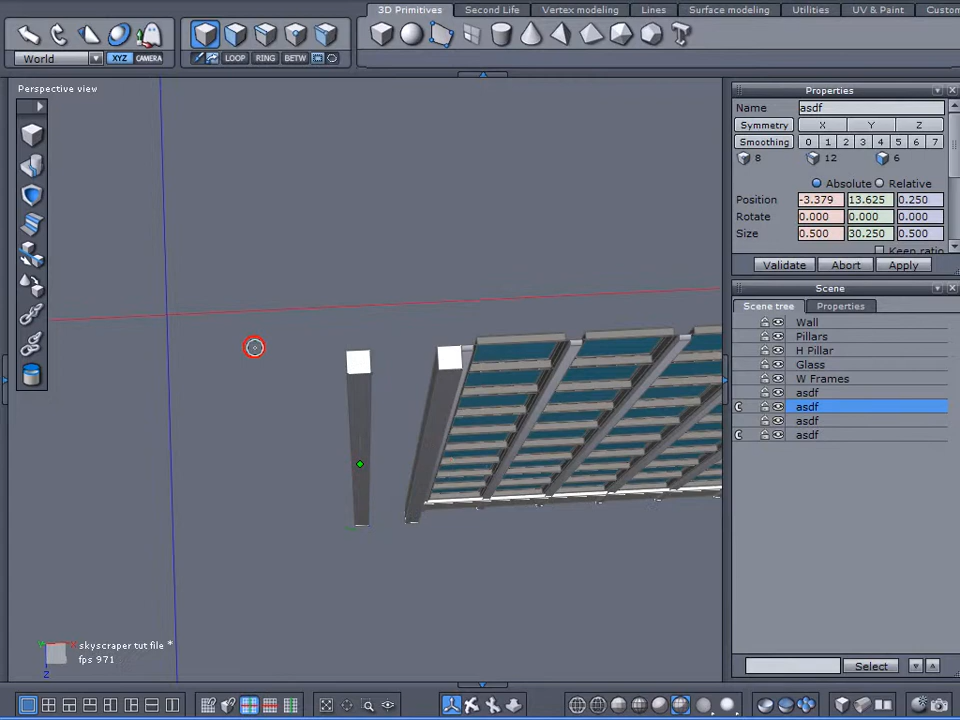 3D Primitives Second Life Vertex modeling Lines Surface modeling Utilities UV & Paint Custom
World XYZ CAMERA LOOP RING BETW
Perspective view
Properties
Name asdf
Symmetry X Y Z
Smoothing 0 1 2 3 4 5 6 7
8 12 6
Absolute Relative
Position -3.379 13.625 0.250
Rotate 0.000 0.000 0.000
Size 0.500 30.250 0.500
Keep ratio
Validate Abort Apply
Scene
Scene tree Properties
Wall
Pillars
H Pillar
Glass
W Frames
asdf
C asdf
asdf
C asdf
skyscraper tut file *
fps 971
Y X
Z
Select